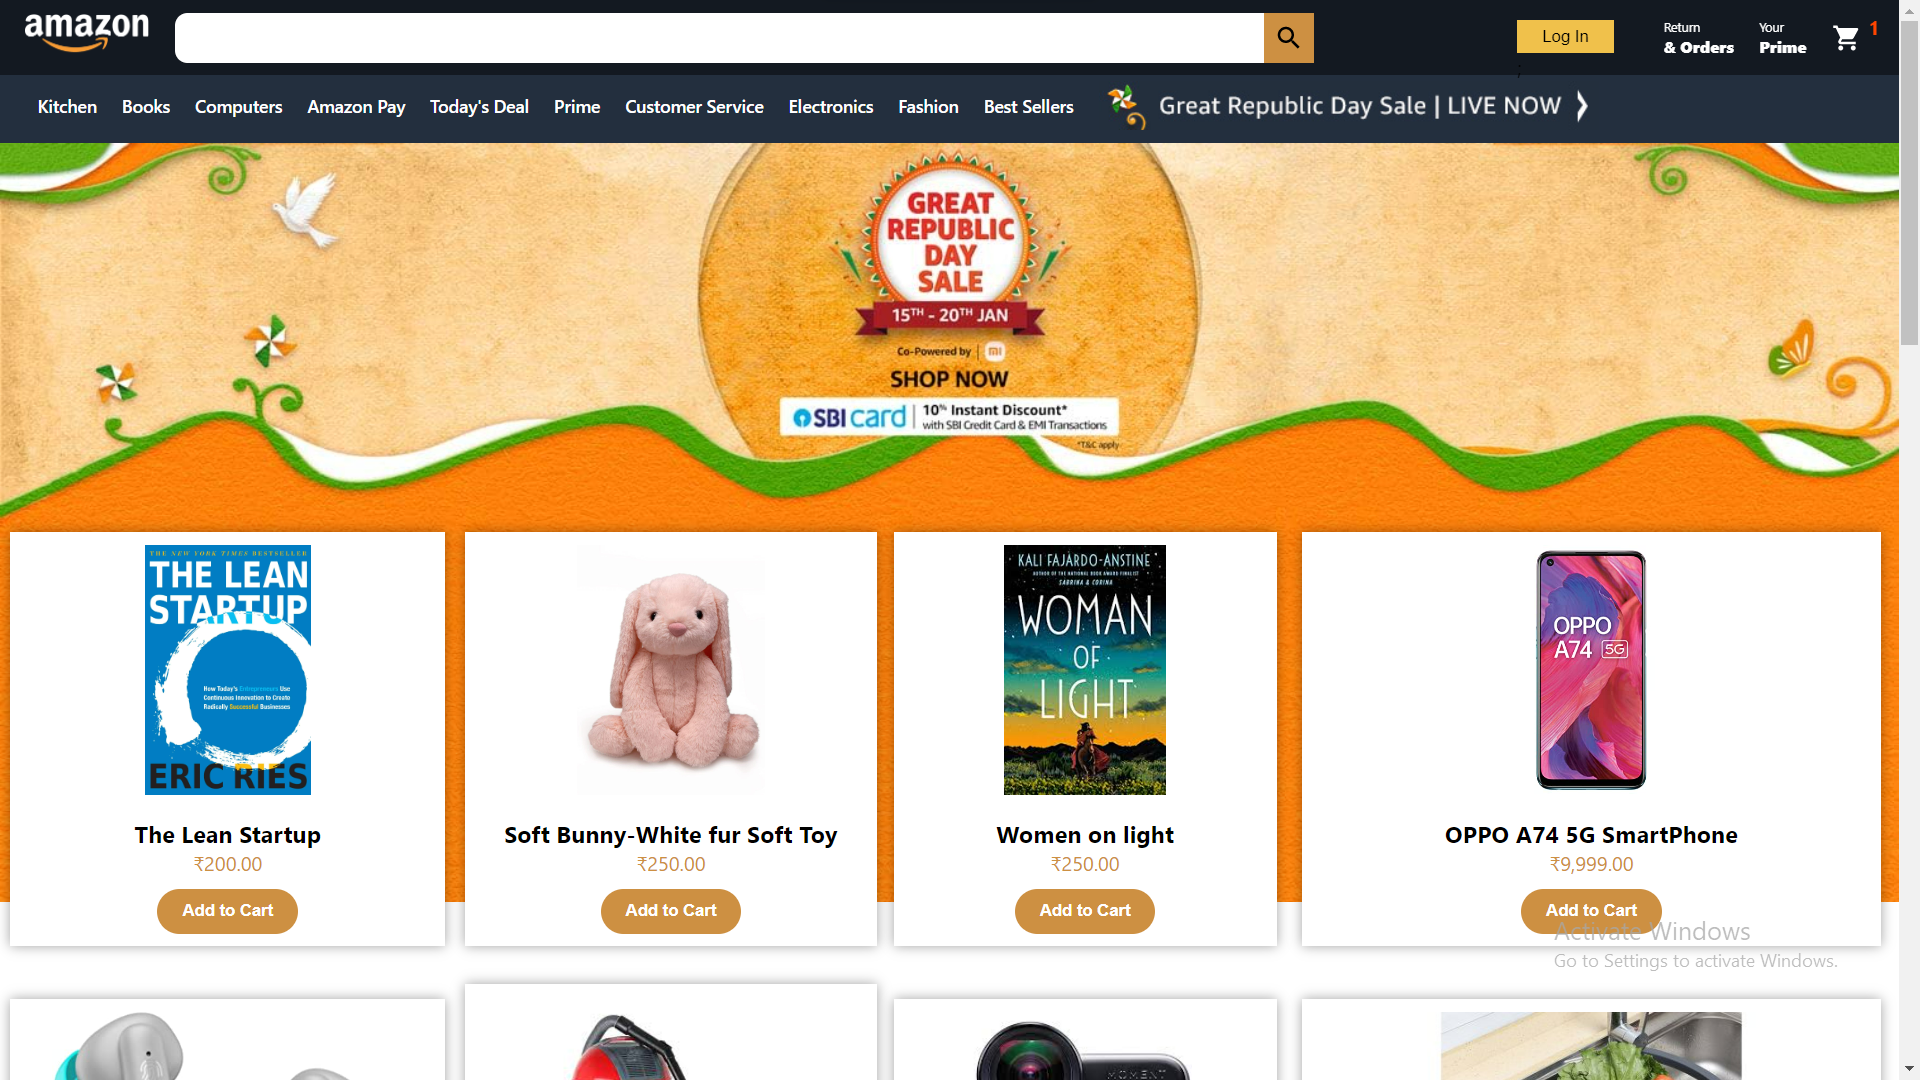 amazon
Log In
Return
& Orders
Your
Prime
1
;
Kitchen Books Computers Amazon Pay Today's Deal Prime Customer Service Electronics Fashion Best Sellers
Great Republic Day Sale | LIVE NOW
GREAT
REPUBLIC
DAY
SALE
15TH - 20TH JAN
Co-Powered by mi
SHOP NOW
SBI card
10% Instant Discount*
with SBI Credit Card & EMI Transactions
*T&C apply
THE NEW YORK TIMES BESTSELLER
THE LEAN
STARTUP
How Today's Entrepreneurs Use
Continuous Innovation to Create
Radically Successful Businesses
ERIC RIES
The Lean Startup
₹200.00
Add to Cart
Soft Bunny-White fur Soft Toy
₹250.00
Add to Cart
KALI FAJARDO-ANSTINE
AUTHOR OF THE NATIONAL BOOK AWARD FINALIST
SABRINA & CORINA
WOMAN
OF
LIGHT
Women on light
₹250.00
Add to Cart
OPPO
A74 5G
OPPO A74 5G SmartPhone
₹9,999.00
Add to Cart
Activate Windows
Go to Settings to activate Windows.
MOMENT